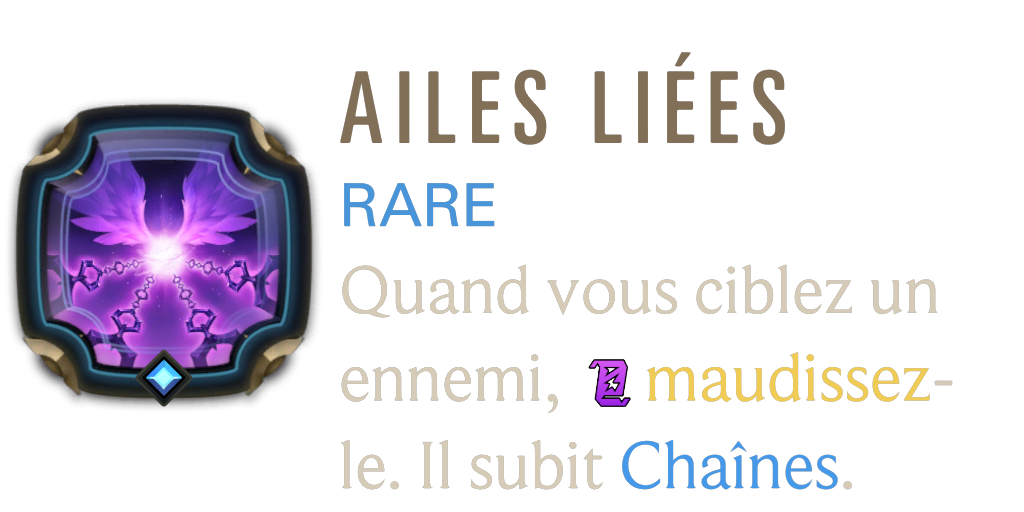 AILES LIÉES
RARE
Quand vous ciblez un
ennemi, maudissez-
le. Il subit Chaînes.